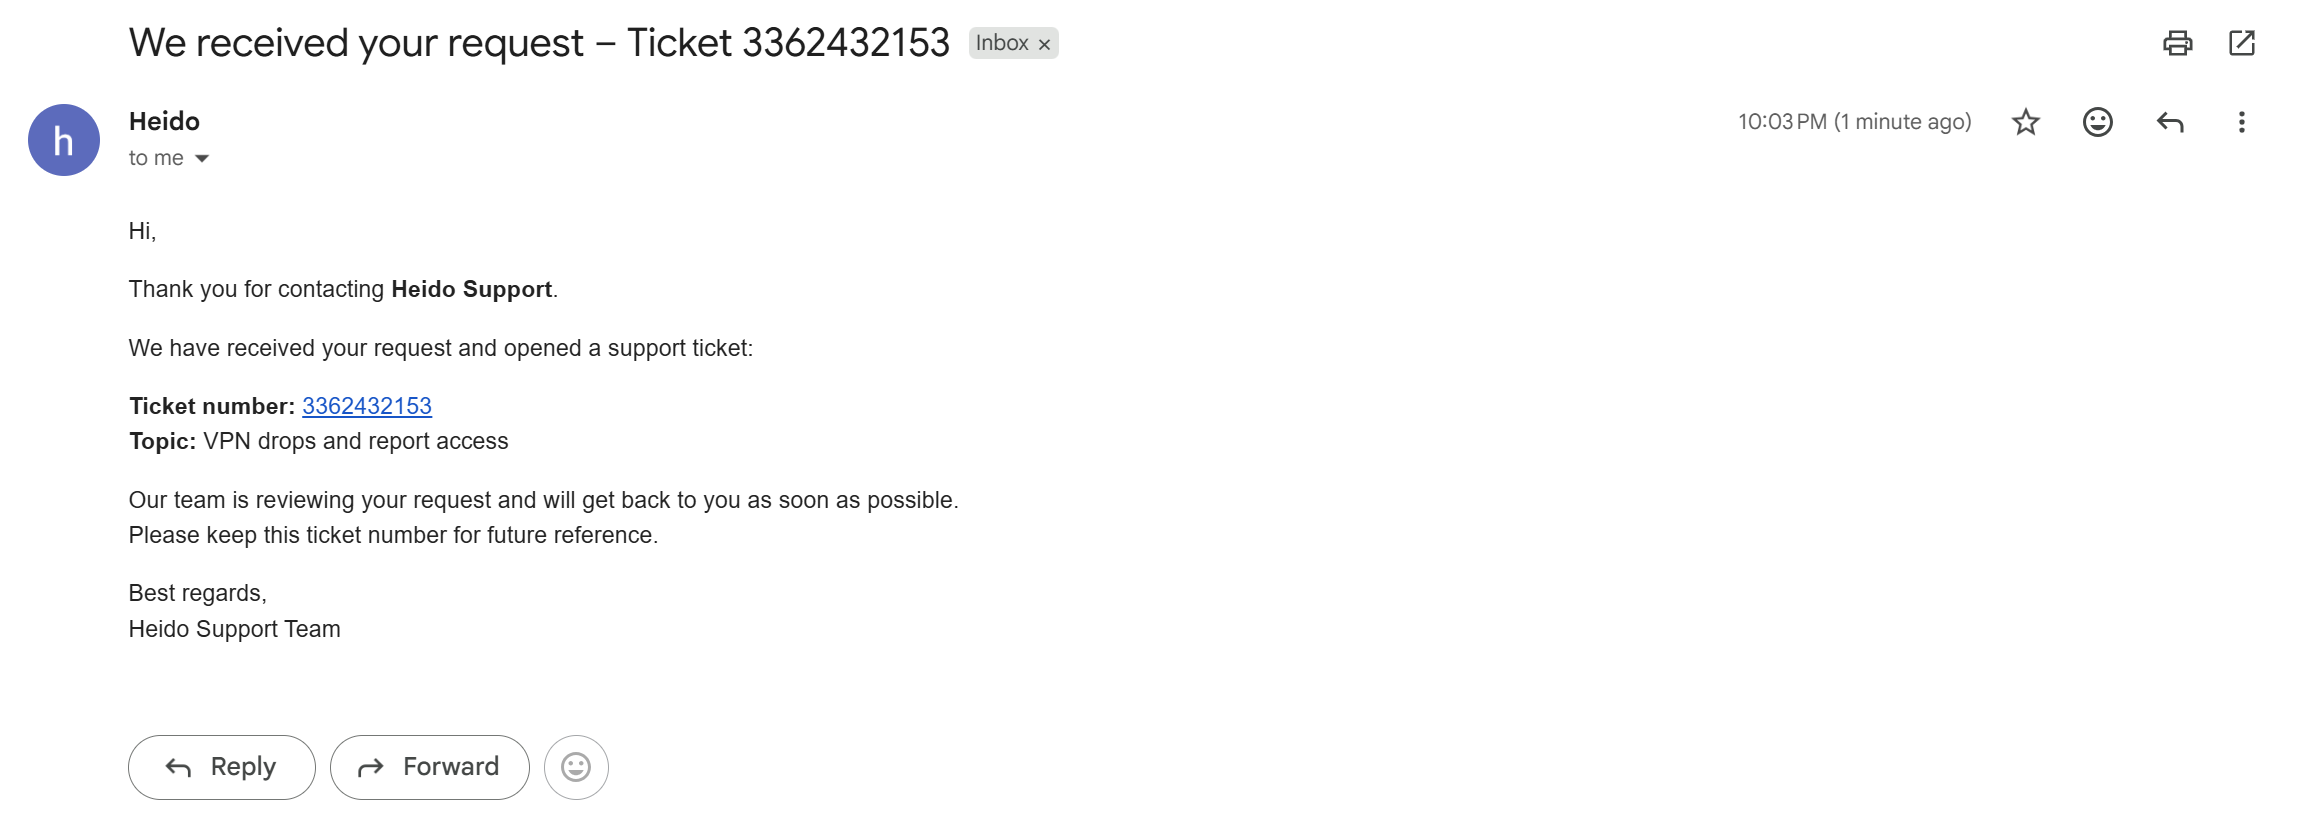 We received your request – Ticket 3362432153 Inbox ×
h
Heido
10:03 PM (1 minute ago)
to me
Hi,
Thank you for contacting Heido Support.
We have received your request and opened a support ticket:
Ticket number: 3362432153
Topic: VPN drops and report access
Our team is reviewing your request and will get back to you as soon as possible.
Please keep this ticket number for future reference.
Best regards,
Heido Support Team
Reply
Forward